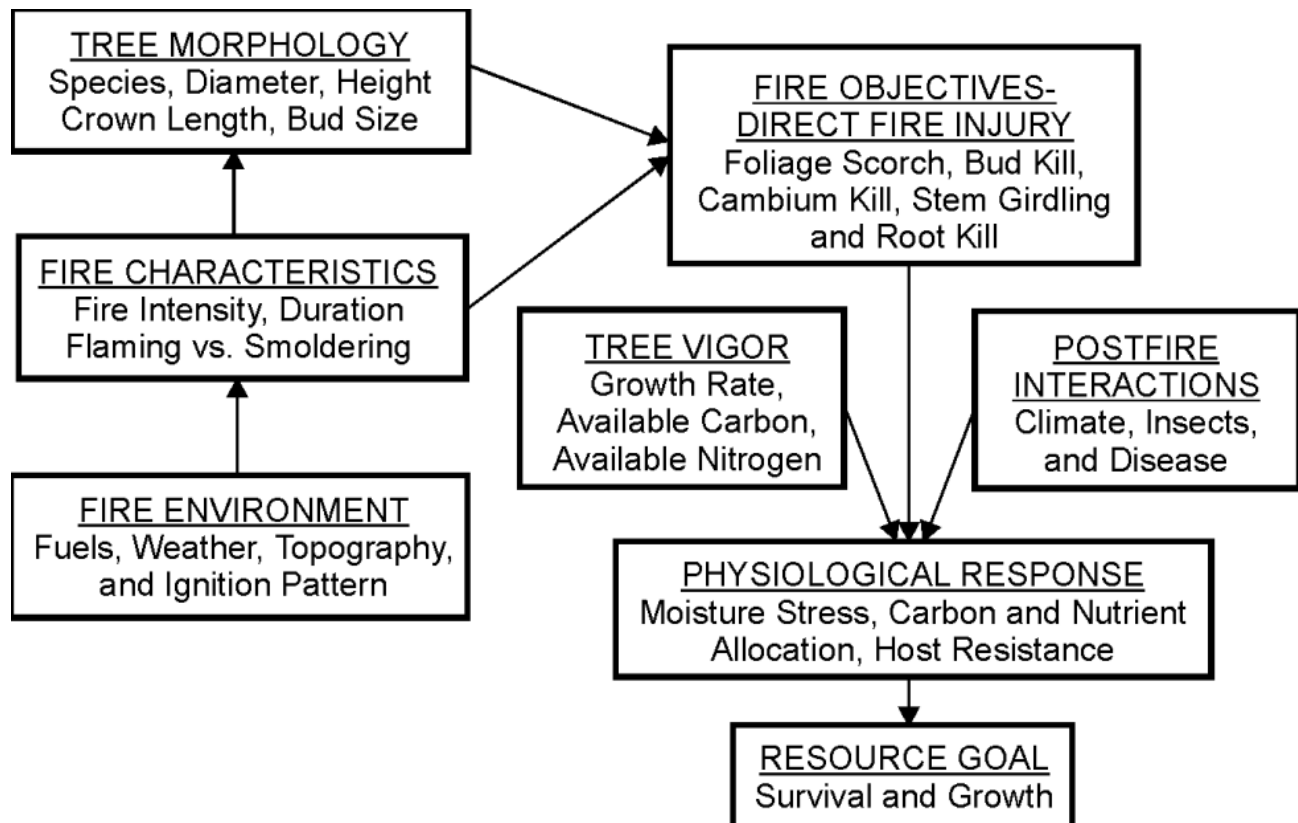 TREE MORPHOLOGY
Species, Diameter, Height
Crown Length, Bud Size
FIRE OBJECTIVES-
DIRECT FIRE INJURY
Foliage Scorch, Bud Kill,
Cambium Kill, Stem Girdling
and Root Kill
FIRE CHARACTERISTICS
Fire Intensity, Duration
Flaming vs. Smoldering
TREE VIGOR
Growth Rate,
Available Carbon,
Available Nitrogen
POSTFIRE
INTERACTIONS
Climate, Insects,
and Disease
FIRE ENVIRONMENT
Fuels, Weather, Topography,
and Ignition Pattern
PHYSIOLOGICAL RESPONSE
Moisture Stress, Carbon and Nutrient
Allocation, Host Resistance
RESOURCE GOAL
Survival and Growth